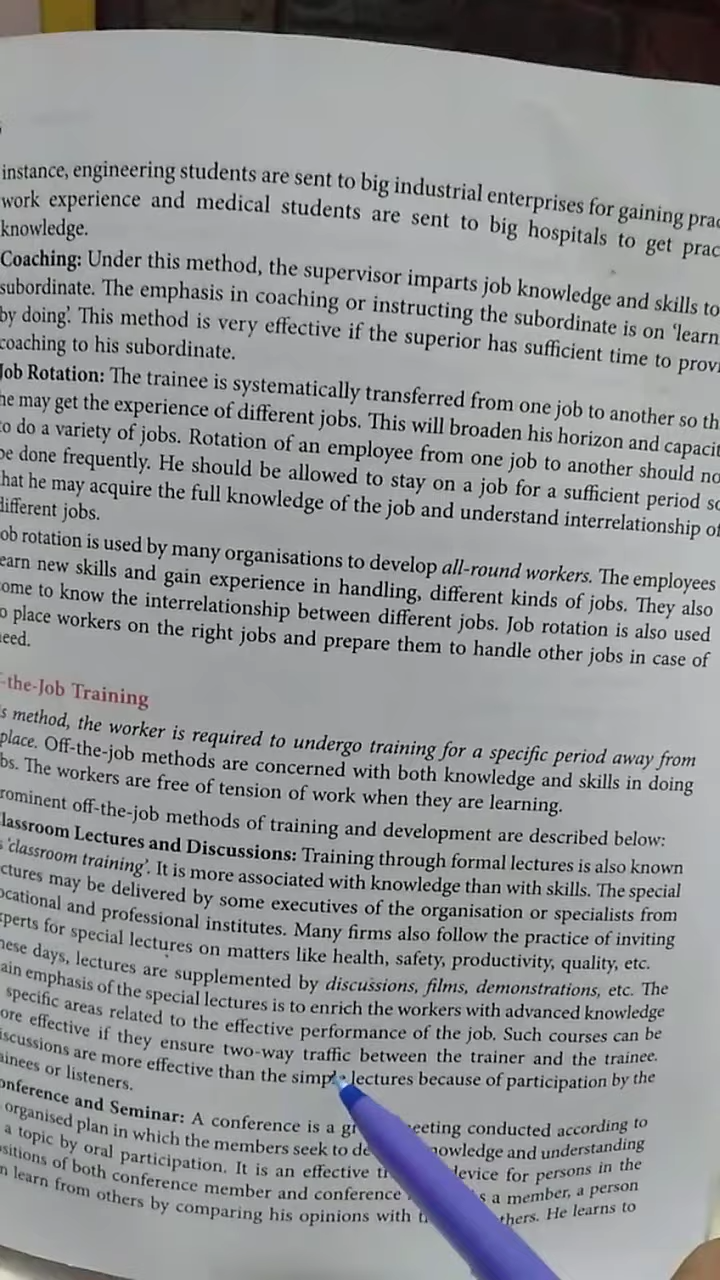 instance, engineering students are sent to big industrial enterprises for gaining prac
work experience and medical students are sent to big hospitals to get prac
knowledge.
Coaching: Under this method, the supervisor imparts job knowledge and skills to
subordinate. The emphasis in coaching or instructing the subordinate is on 'learn
by doing'. This method is very effective if the superior has sufficient time to provi
coaching to his subordinate.
Job Rotation: The trainee is systematically transferred from one job to another so th
he may get the experience of different jobs. This will broaden his horizon and capacit
to do a variety of jobs. Rotation of an employee from one job to another should no
be done frequently. He should be allowed to stay on a job for a sufficient period so
that he may acquire the full knowledge of the job and understand interrelationship of
different jobs.
ob rotation is used by many organisations to develop all-round workers. The employees
earn new skills and gain experience in handling, different kinds of jobs. They also
ome to know the interrelationship between different jobs. Job rotation is also used
o place workers on the right jobs and prepare them to handle other jobs in case of
need.
-the-Job Training
s method, the worker is required to undergo training for a specific period away from
place. Off-the-job methods are concerned with both knowledge and skills in doing
bs. The workers are free of tension of work when they are learning.
rominent off-the-job methods of training and development are described below:
lassroom Lectures and Discussions: Training through formal lectures is also known
s 'classroom training'. It is more associated with knowledge than with skills. The special
ctures may be delivered by some executives of the organisation or specialists from
ocational and professional institutes. Many firms also follow the practice of inviting
xperts for special lectures on matters like health, safety, productivity, quality, etc.
hese days, lectures are supplemented by discussions, films, demonstrations, etc. The
ain emphasis of the special lectures is to enrich the workers with advanced knowledge
specific areas related to the effective performance of the job. Such courses can be
ore effective if they ensure two-way traffic between the trainer and the trainee.
iscussions are more effective than the simple lectures because of participation by the
ainees or listeners.
onference and Seminar: A conference is a gr eeting conducted according to
organised plan in which the members seek to de nowledge and understanding
a topic by oral participation. It is an effective tr device for persons in the
sitions of both conference member and conference s a member, a person
n learn from others by comparing his opinions with t thers. He learns to